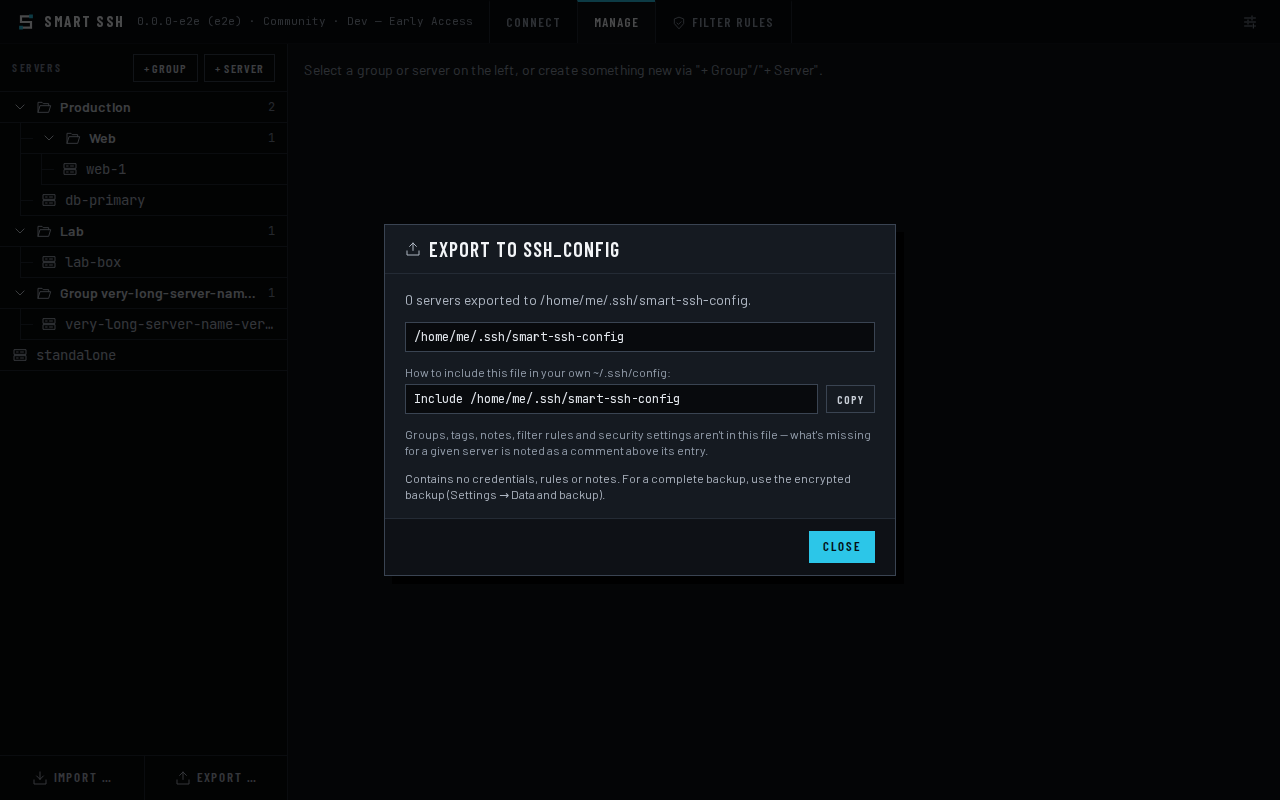 SMART SSH
0.0.0-e2e (e2e) · Community · Dev — Early Access
CONNECT
MANAGE
FILTER RULES
SERVERS
+ GROUP
+ SERVER
Select a group or server on the left, or create something new via "+ Group"/"+ Server".
Production 2
Web 1
web-1
db-primary
Lab 1
lab-box
Group very-long-server-nam… 1
very-long-server-name-ver…
standalone
EXPORT TO SSH_CONFIG
0 servers exported to /home/me/.ssh/smart-ssh-config.
/home/me/.ssh/smart-ssh-config
How to include this file in your own ~/.ssh/config:
Include /home/me/.ssh/smart-ssh-config
COPY
Groups, tags, notes, filter rules and security settings aren't in this file — what's missing
for a given server is noted as a comment above its entry.
Contains no credentials, rules or notes. For a complete backup, use the encrypted
backup (Settings → Data and backup).
CLOSE
IMPORT …
EXPORT …